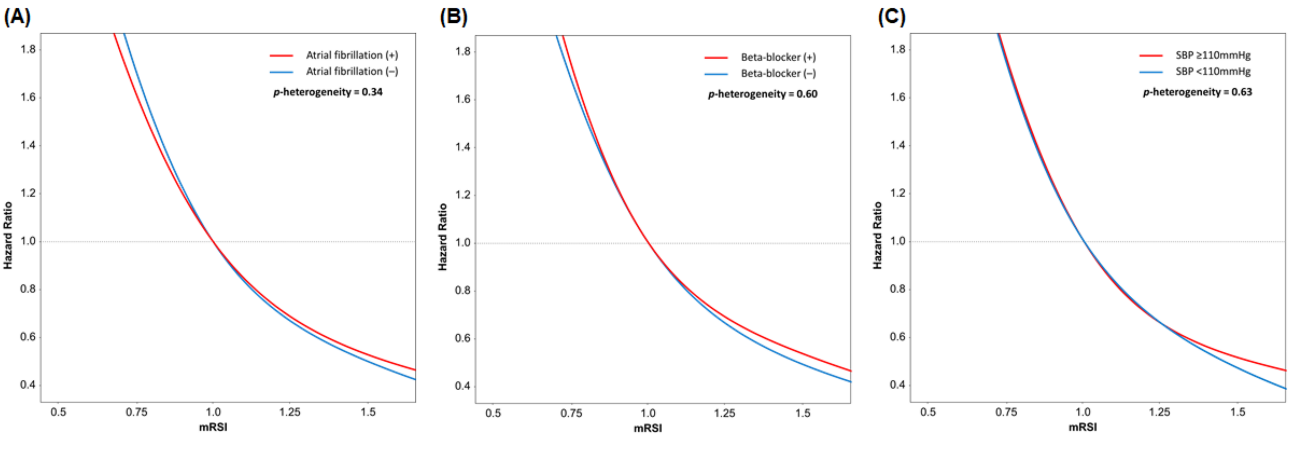 (A)
1.8
1.6
1.4
1.2
1.0
0.8
0.6
0.4
Hazard Ratio
Atrial fibrillation (+)
Atrial fibrillation (−)
p-heterogeneity = 0.34
0.5 0.75 1.0 1.25 1.5
mRSI
(B)
1.8
1.6
1.4
1.2
1.0
0.8
0.6
0.4
Hazard Ratio
Beta-blocker (+)
Beta-blocker (−)
p-heterogeneity = 0.60
0.5 0.75 1.0 1.25 1.5
mRSI
(C)
1.8
1.6
1.4
1.2
1.0
0.8
0.6
0.4
Hazard Ratio
SBP ≥110mmHg
SBP <110mmHg
p-heterogeneity = 0.63
0.5 0.75 1.0 1.25 1.5
mRSI